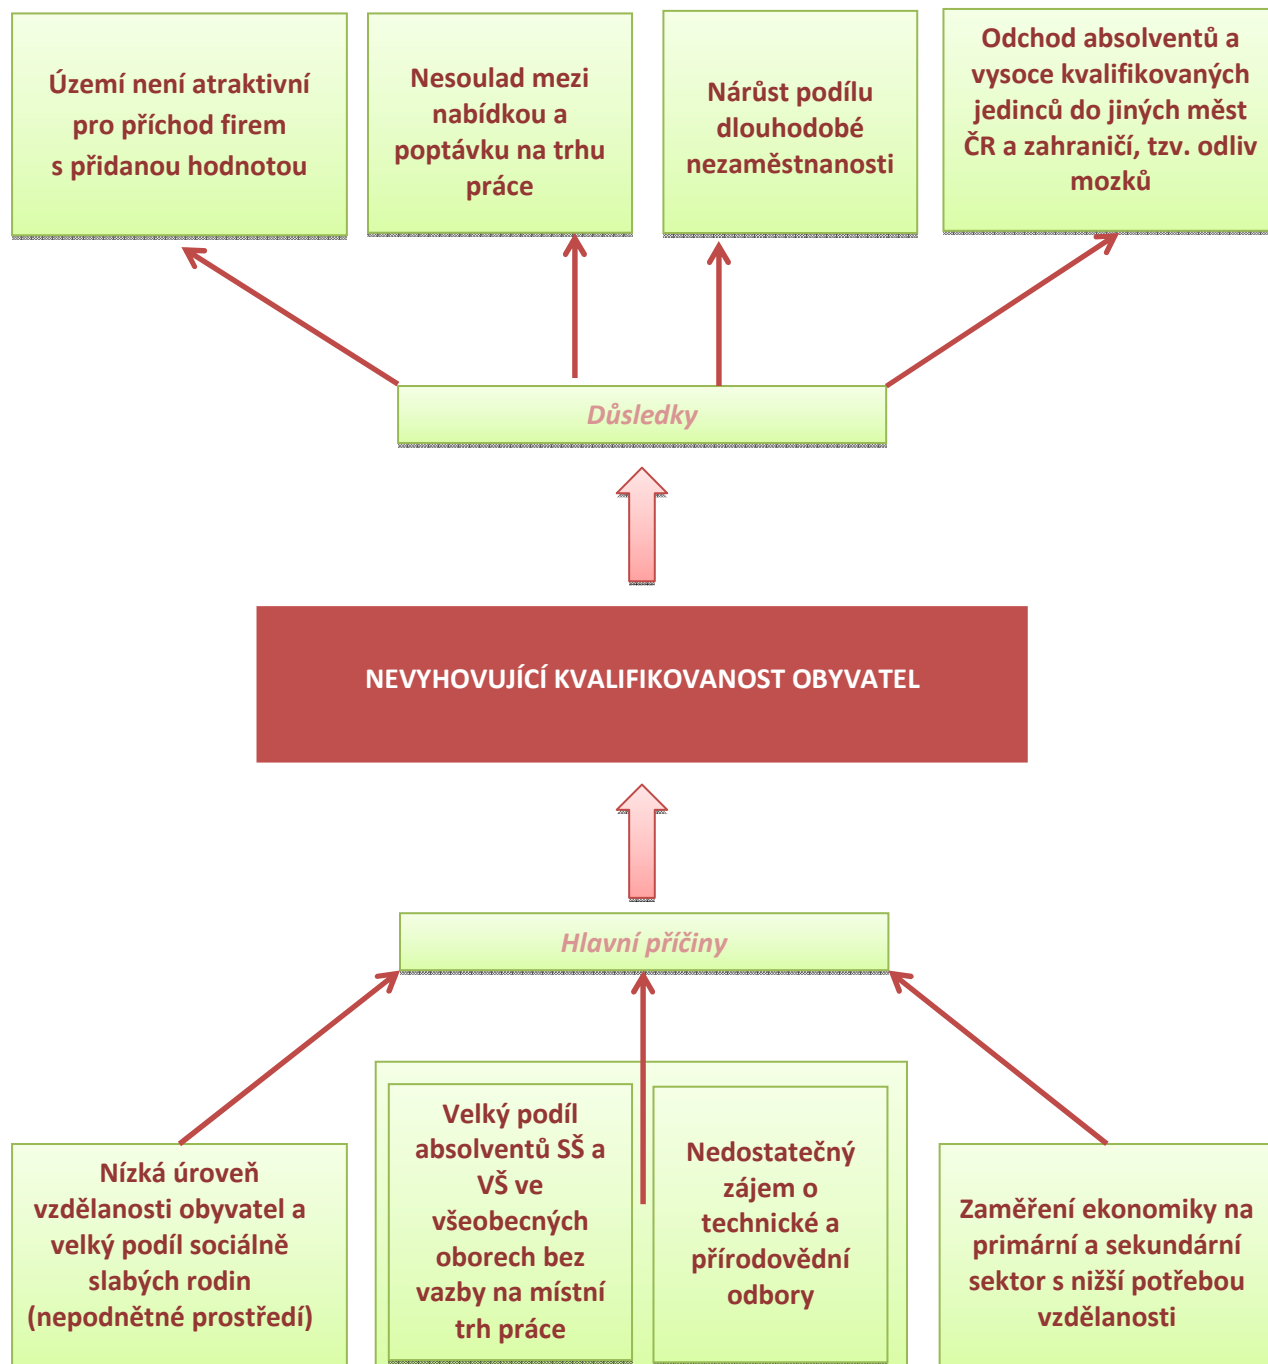 Území není atraktivní
pro příchod firem
s přidanou hodnotou
Nesoulad mezi
nabídkou a
poptávku na trhu
práce
Nárůst podílu
dlouhodobé
nezaměstnanosti
Odchod absolventů a
vysoce kvalifikovaných
jedinců do jiných měst
ČR a zahraničí, tzv. odliv
mozků
Důsledky
NEVYHOVUJÍCÍ KVALIFIKOVANOST OBYVATEL
Hlavní příčiny
Nízká úroveň
vzdělanosti obyvatel a
velký podíl sociálně
slabých rodin
(nepodnětné prostředí)
Velký podíl
absolventů SŠ a
VŠ ve
všeobecných
oborech bez
vazby na místní
trh práce
Nedostatečný
zájem o
technické a
přírodovědní
odbory
Zaměření ekonomiky na
primární a sekundární
sektor s nižší potřebou
vzdělanosti